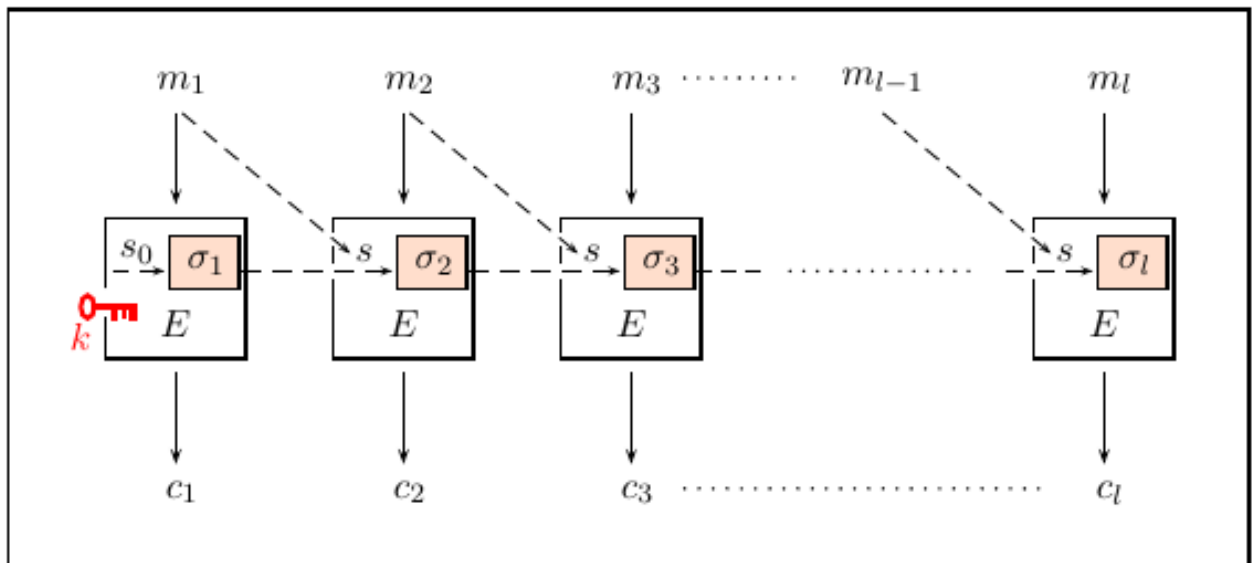 m₁ m₂ m₃ ......... mₗ₋₁ mₗ
s₀ σ₁ s σ₂ s σ₃ .................. s σₗ
k E E E E
c₁ c₂ c₃ .................................... cₗ